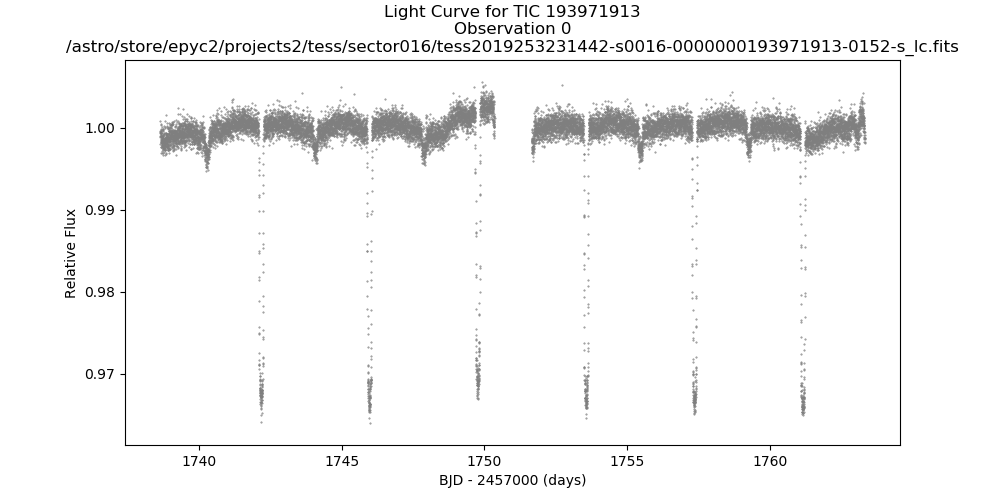 Light Curve for TIC 193971913
Observation 0
/astro/store/epyc2/projects2/tess/sector016/tess2019253231442-s0016-0000000193971913-0152-s_lc.fits
1.00
0.99
0.98
0.97
Relative Flux
1740
1745
1750
1755
1760
BJD - 2457000 (days)